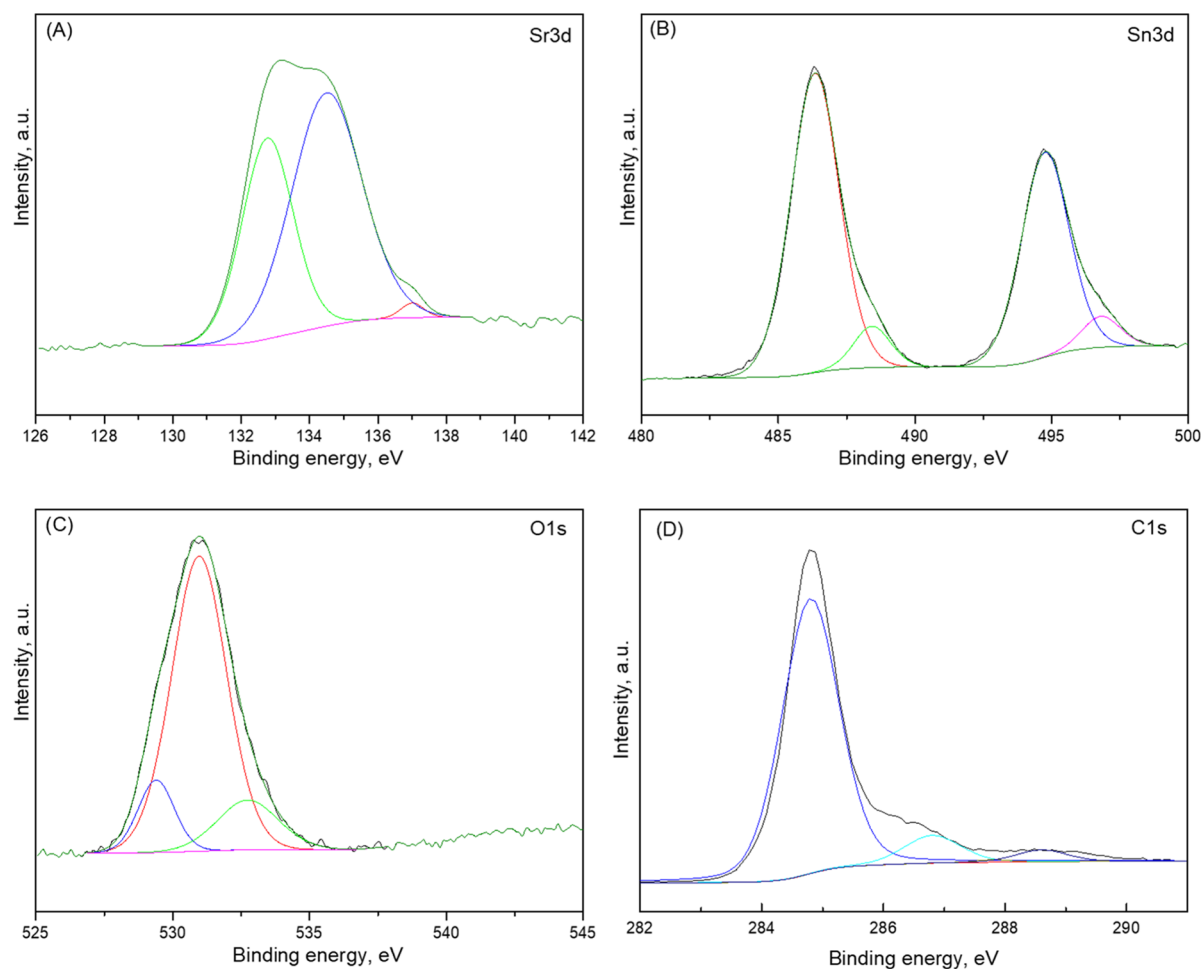 (A) Sr3d
Intensity, a.u.
126 128 130 132 134 136 138 140 142
Binding energy, eV
(B) Sn3d
Intensity, a.u.
480 485 490 495 500
Binding energy, eV
(C) O1s
Intensity, a.u.
525 530 535 540 545
Binding energy, eV
(D) C1s
Intensity, a.u.
282 284 286 288 290
Binding energy, eV